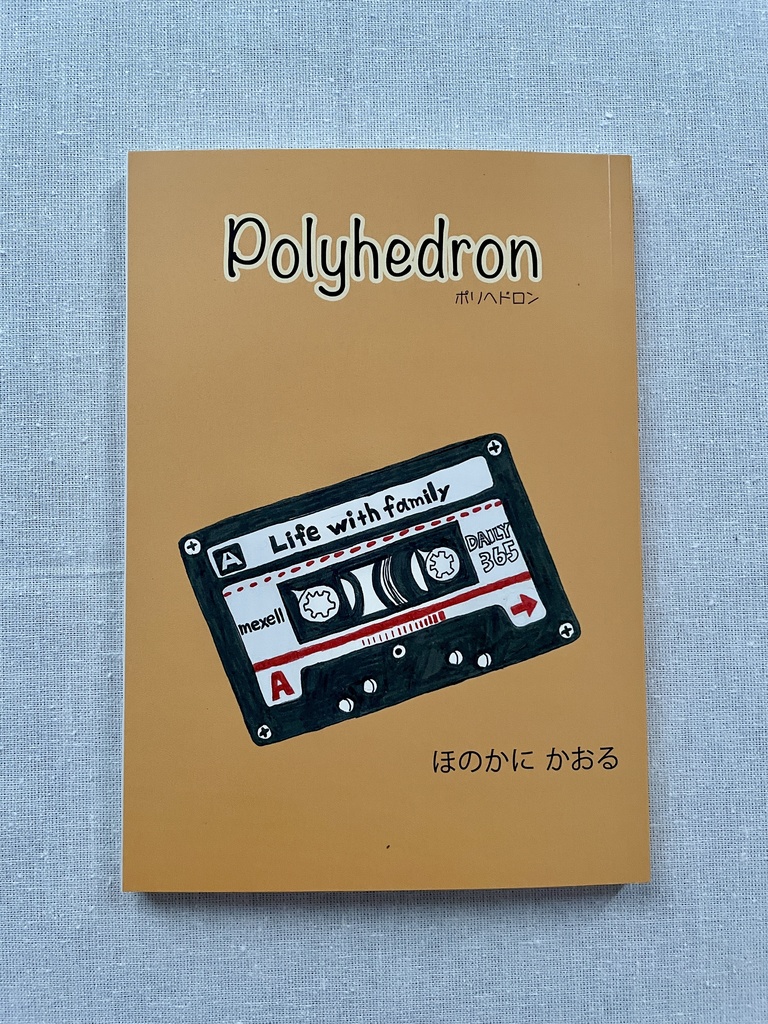 Polyhedron
ポリヘドロン
A Life with family
DAILY
365
mexell
A
ほのかに かおる